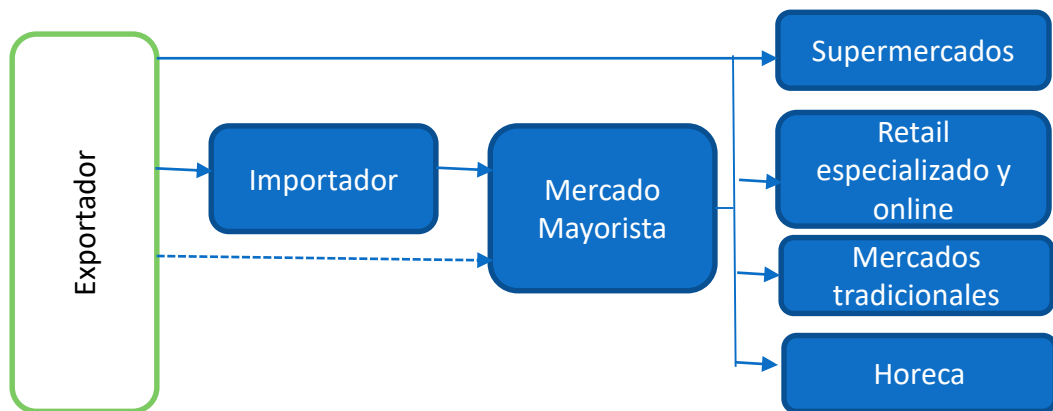 Exportador
Importador
Mercado
Mayorista
Supermercados
Retail
especializado y
online
Mercados
tradicionales
Horeca